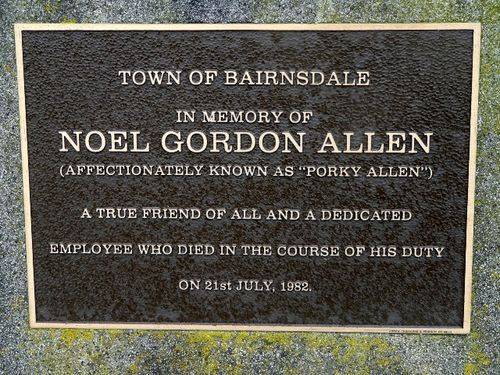 TOWN OF BAIRNSDALE
IN MEMORY OF
NOEL GORDON ALLEN
(AFFECTIONATELY KNOWN AS "PORKY ALLEN")
A TRUE FRIEND OF ALL AND A DEDICATED
EMPLOYEE WHO DIED IN THE COURSE OF HIS DUTY
ON 21st JULY, 1982.